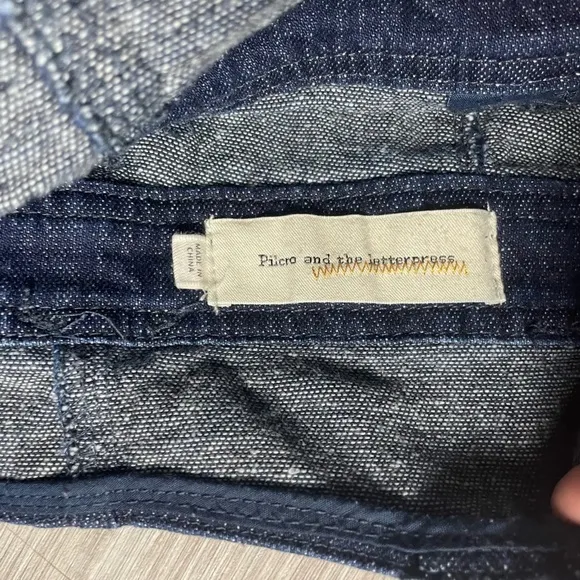 Pilcro and the letterpress
MADE IN
CHINA